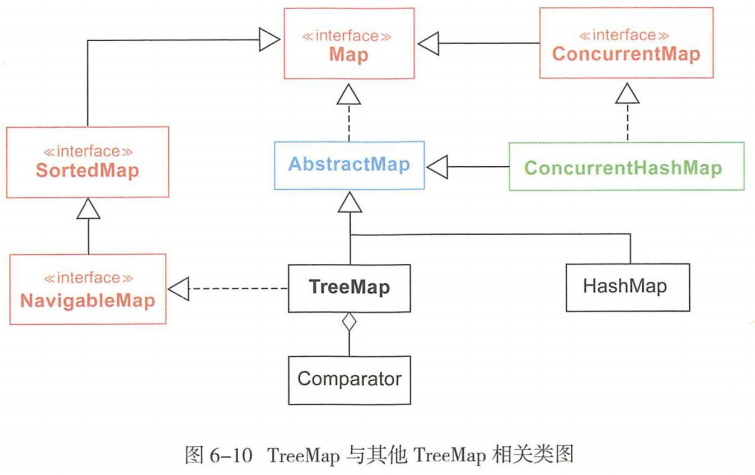 ≪interface≫
Map
≪interface≫
ConcurrentMap
≪interface≫
SortedMap
AbstractMap
ConcurrentHashMap
≪interface≫
NavigableMap
TreeMap
HashMap
Comparator
图 6-10 TreeMap 与其他 TreeMap 相关类图